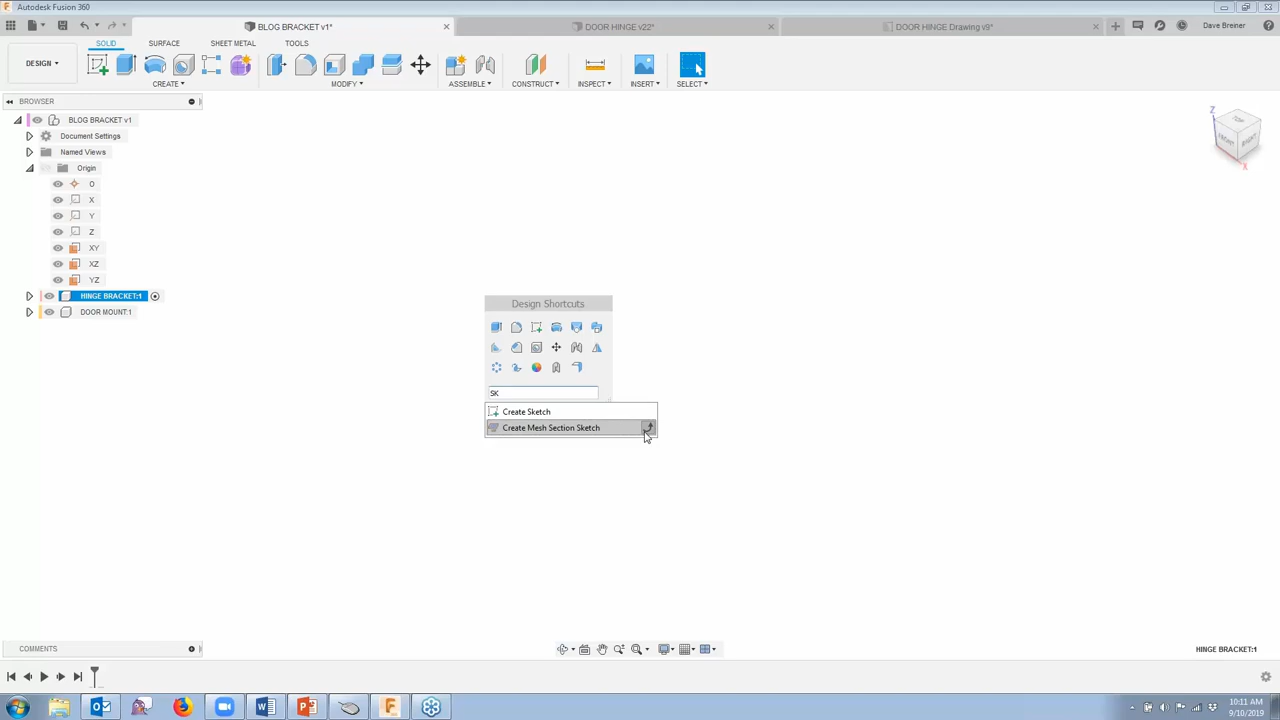 Autodesk Fusion 360
BLOG BRACKET v1*
DOOR HINGE v22*
DOOR HINGE Drawing v9*
Dave Breiner
SOLID
SURFACE
SHEET METAL
TOOLS
DESIGN
CREATE
MODIFY
ASSEMBLE
CONSTRUCT
INSPECT
INSERT
SELECT
BROWSER
BLOG BRACKET v1
Document Settings
Named Views
Origin
O
X
Y
Z
XY
XZ
YZ
HINGE BRACKET:1
DOOR MOUNT:1
Z
TOP
FRONT
RIGHT
X
Design Shortcuts
SK
Create Sketch
Create Mesh Section Sketch
COMMENTS
HINGE BRACKET:1
10:11 AM
9/10/2019